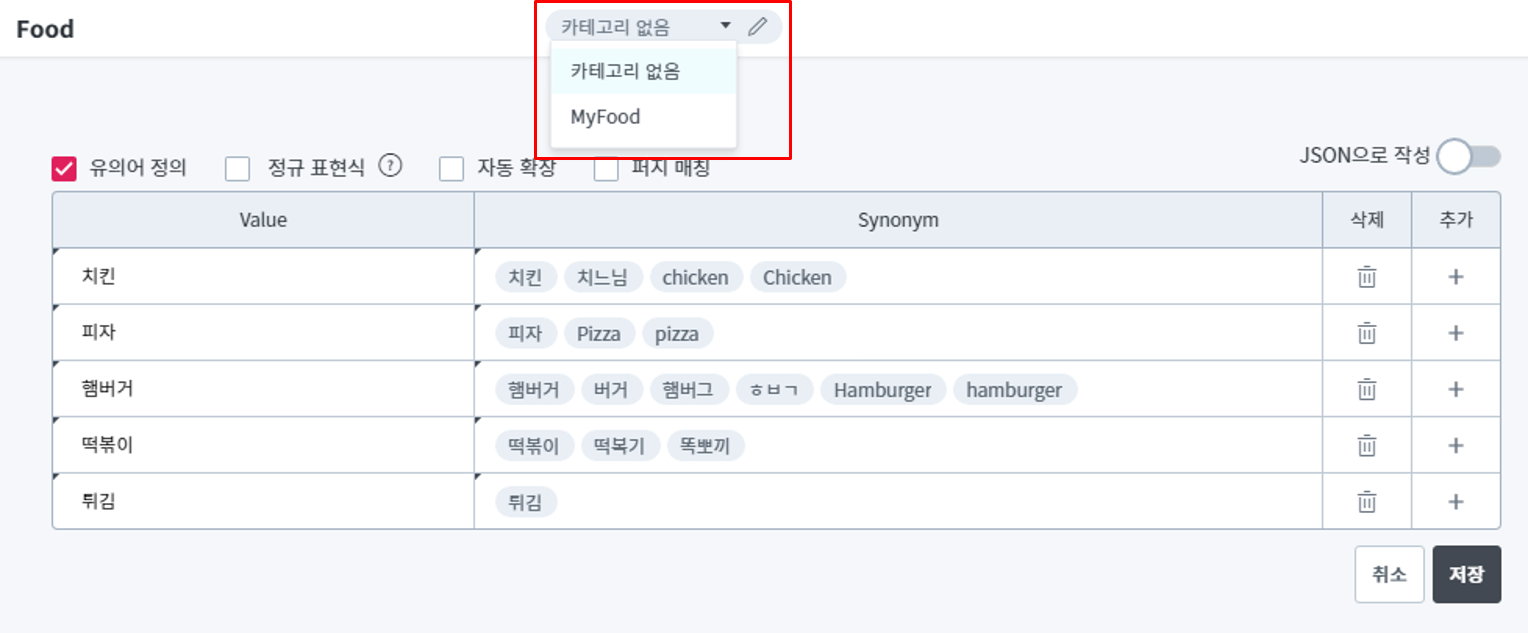 Food
카테고리 없음
카테고리 없음
MyFood
유의어 정의 정규 표현식 ? 자동 확장 퍼지 매칭 JSON으로 작성
Value Synonym 삭제 추가
치킨 치킨 치느님 chicken Chicken
피자 피자 Pizza pizza
햄버거 햄버거 버거 햄버그 ㅎㅂㄱ Hamburger hamburger
떡볶이 떡볶이 떡복기 똑뽀끼
튀김 튀김
취소 저장